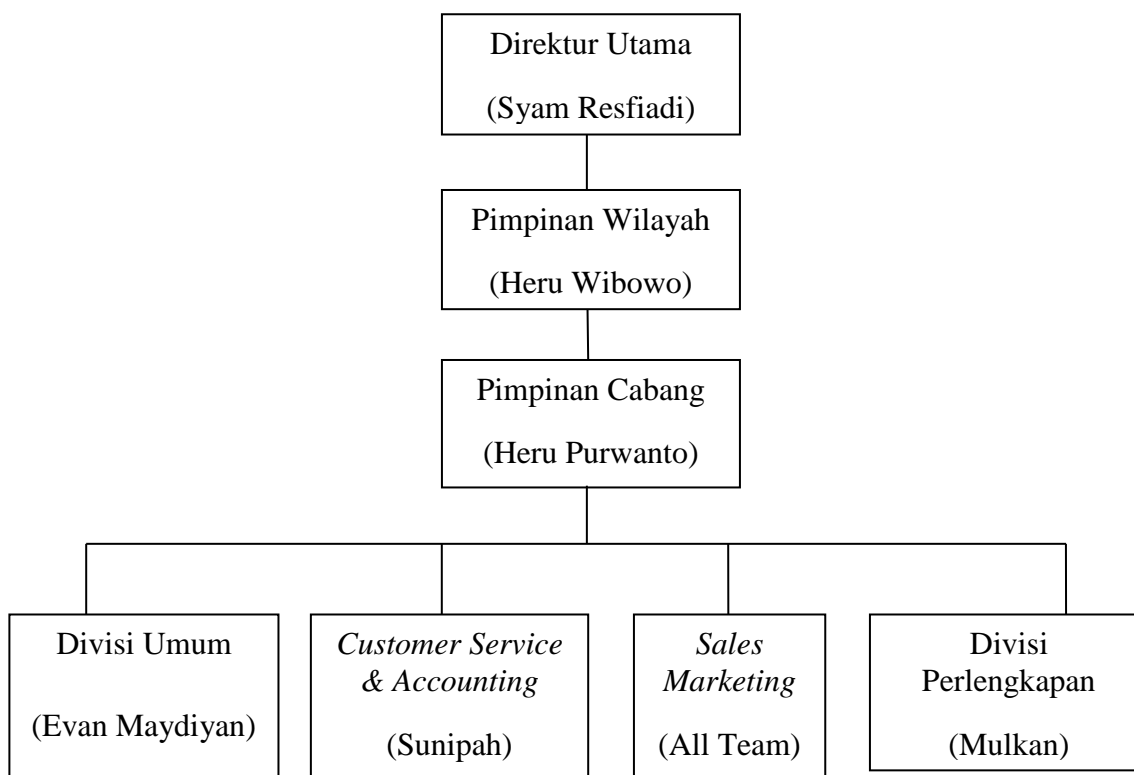 Direktur Utama
(Syam Resfiadi)
Pimpinan Wilayah
(Heru Wibowo)
Pimpinan Cabang
(Heru Purwanto)
Divisi Umum
(Evan Maydiyan)
Customer Service
& Accounting
(Sunipah)
Sales
Marketing
(All Team)
Divisi
Perlengkapan
(Mulkan)